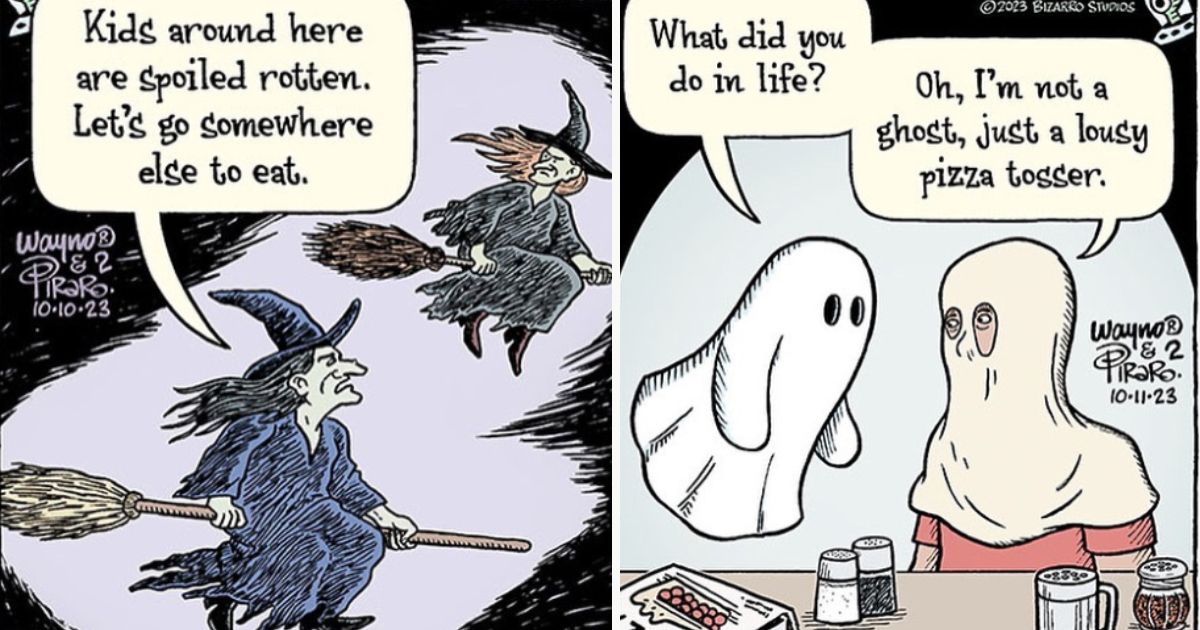 Kids around here
are spoiled rotten.
Let's go somewhere
else to eat.
Wayno®
& 2
PIRARO.
10·10·23
©2023 BIZARRO STUDIOS
What did you
do in life?
Oh, I'm not a
ghost, just a lousy
pizza tosser.
Wayno®
& 2
PIRARO.
10·11·23